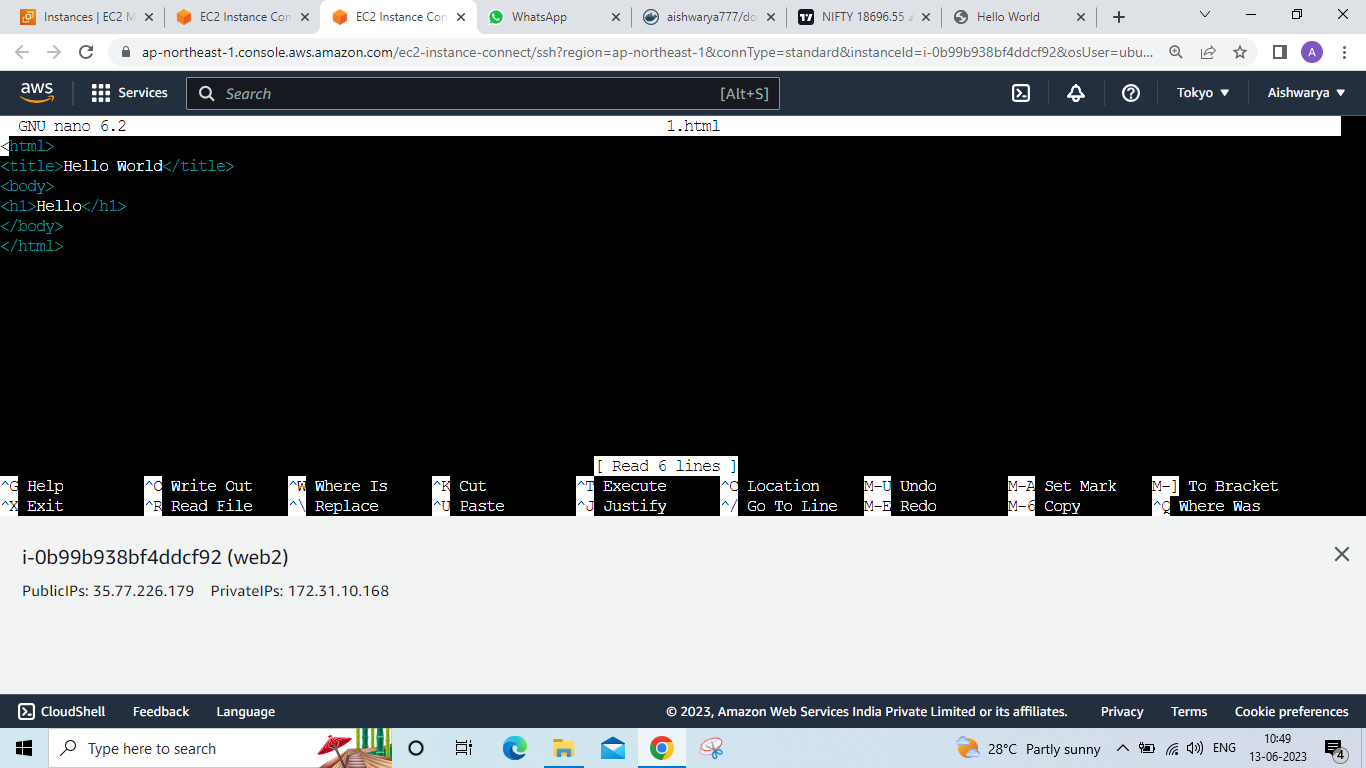 Instances | EC2 M
EC2 Instance Con
EC2 Instance Con
WhatsApp
aishwarya777/do
NIFTY 18696.55
Hello World
ap-northeast-1.console.aws.amazon.com/ec2-instance-connect/ssh?region=ap-northeast-1&connType=standard&instanceId=i-0b99b938bf4ddcf92&osUser=ubu...
A
aws Services Search [Alt+S] Tokyo Aishwarya
GNU nano 6.2 1.html
<html>
<title>Hello World</title>
<body>
<h1>Hello</h1>
</body>
</html>
[ Read 6 lines ]
^G Help ^O Write Out ^W Where Is ^K Cut ^T Execute ^C Location M-U Undo M-A Set Mark M-] To Bracket
^X Exit ^R Read File ^\ Replace ^U Paste ^J Justify ^/ Go To Line M-E Redo M-6 Copy ^Q Where Was
i-0b99b938bf4ddcf92 (web2)
PublicIPs: 35.77.226.179 PrivateIPs: 172.31.10.168
CloudShell Feedback Language © 2023, Amazon Web Services India Private Limited or its affiliates. Privacy Terms Cookie preferences
Type here to search 28°C Partly sunny ENG 10:49
13-06-2023 4